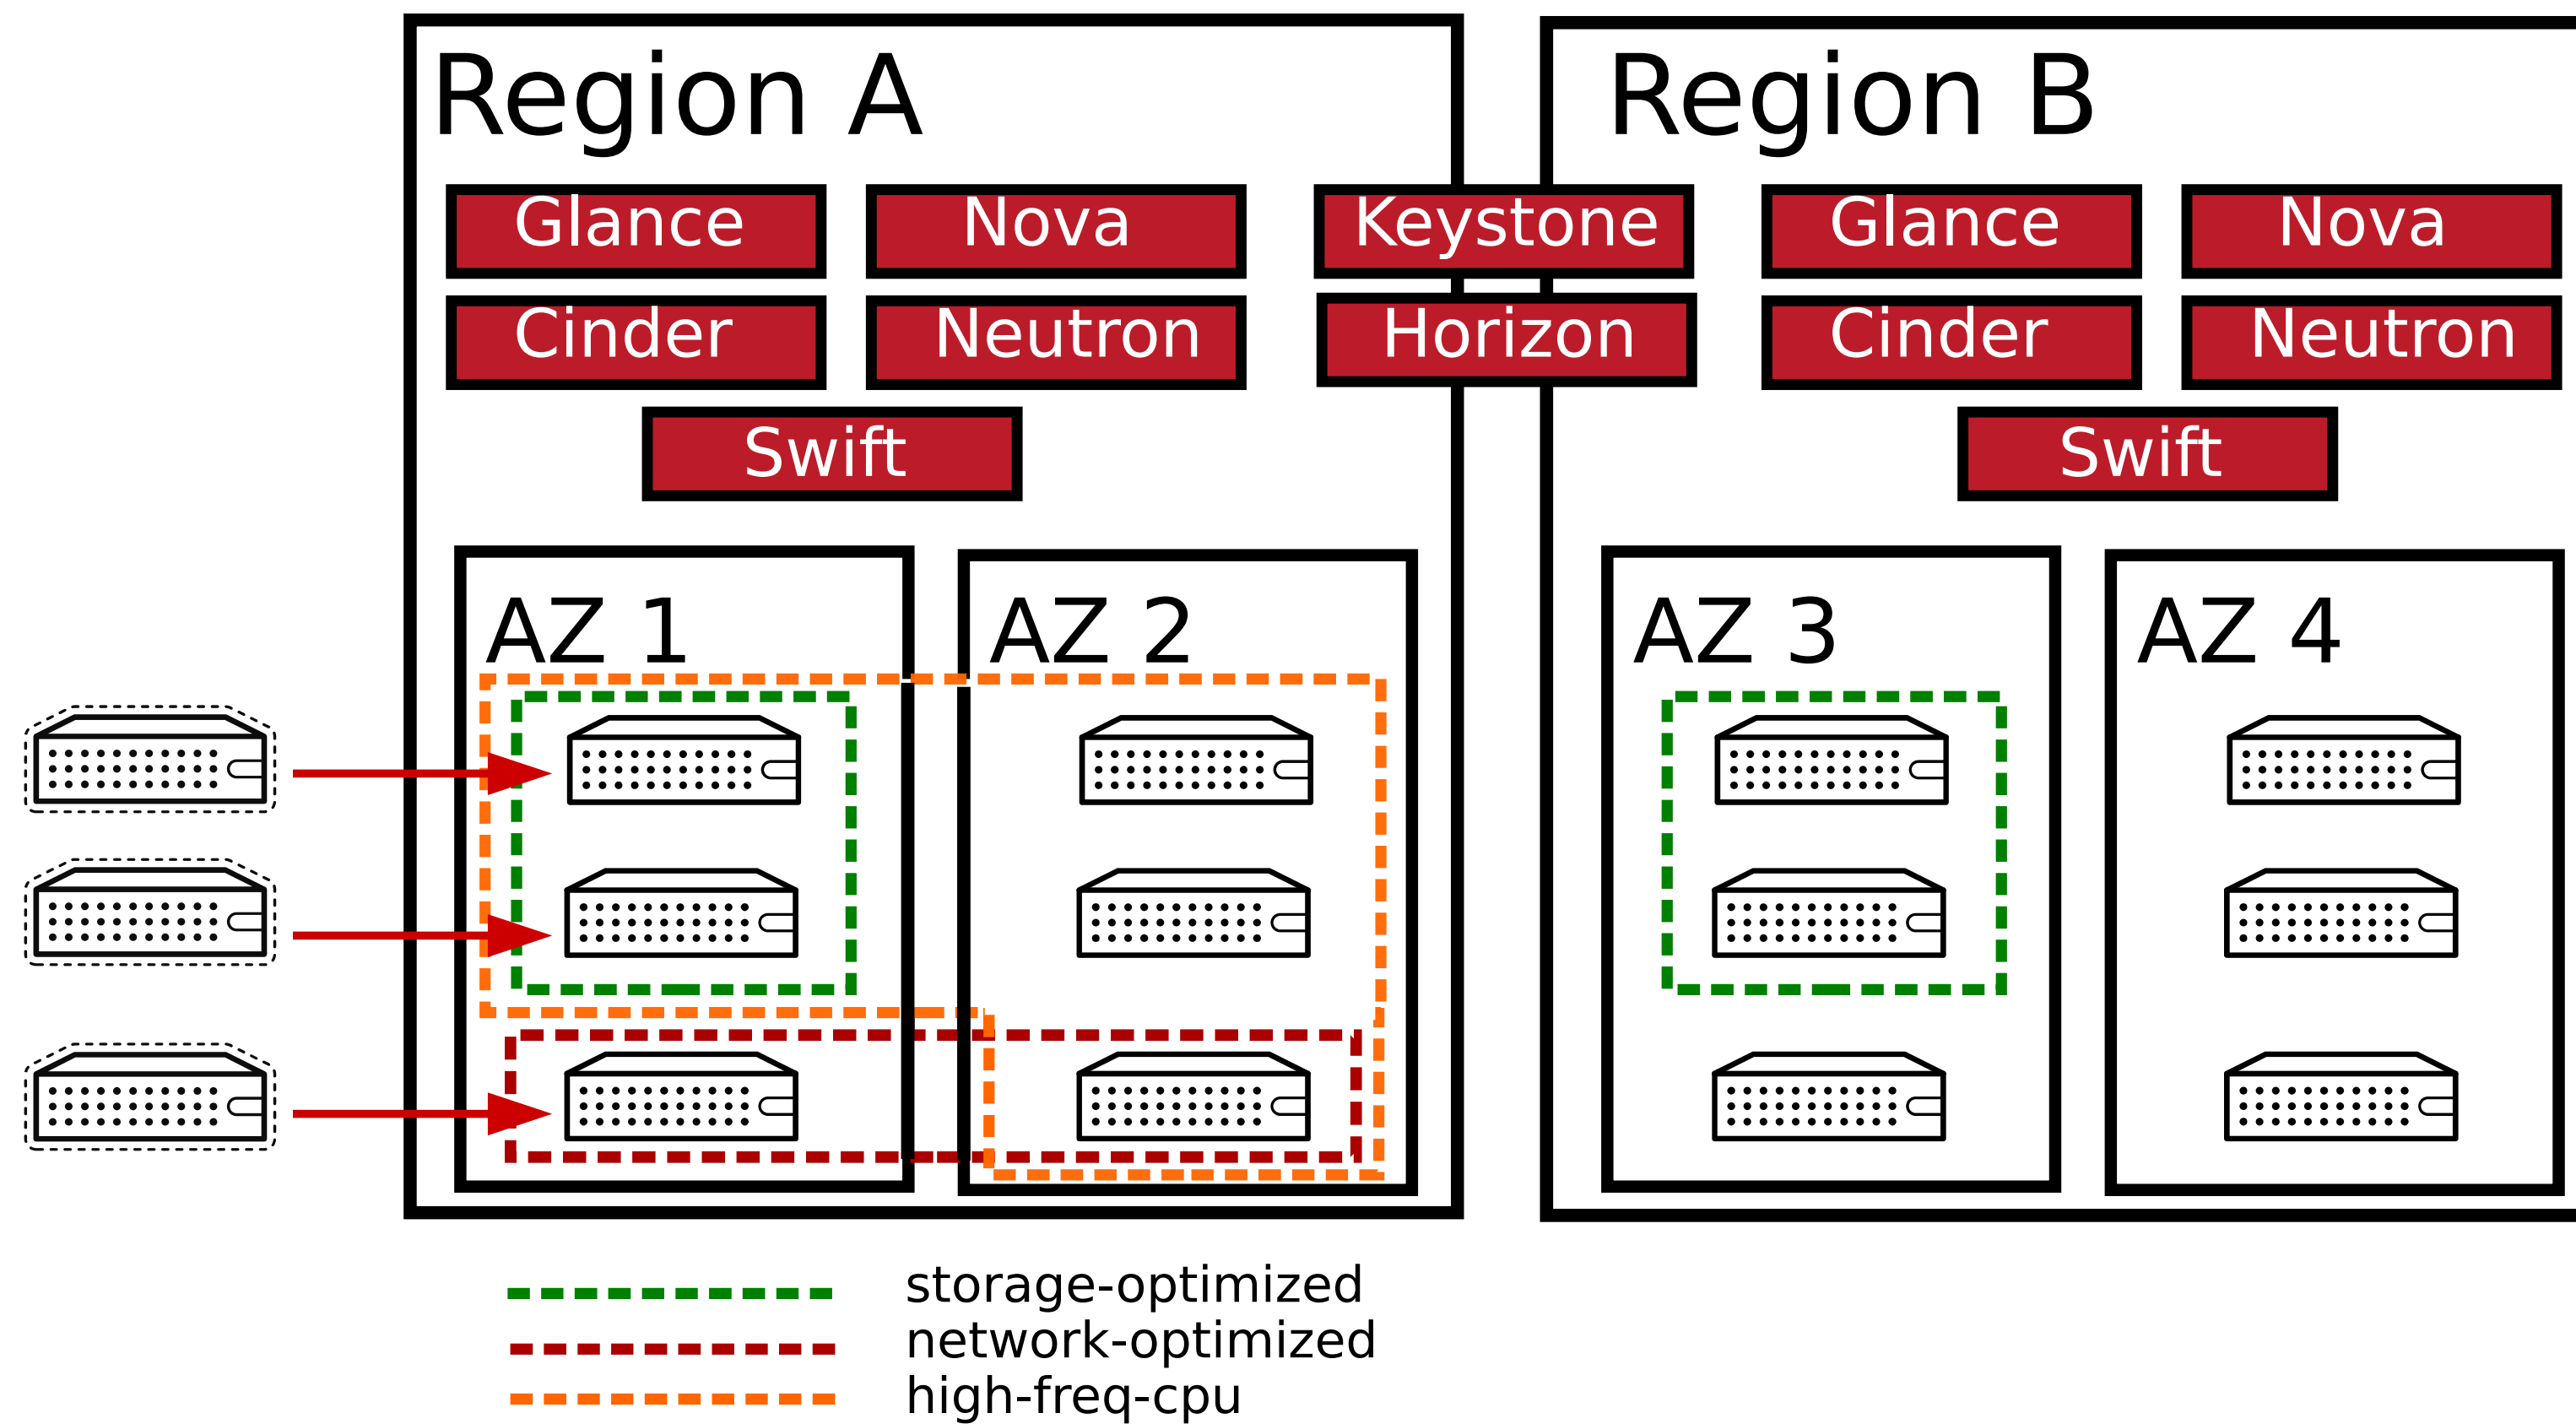 Region A
Region B
Glance
Nova
Keystone
Glance
Nova
Cinder
Neutron
Horizon
Cinder
Neutron
Swift
Swift
AZ 1
AZ 2
AZ 3
AZ 4
storage-optimized
network-optimized
high-freq-cpu